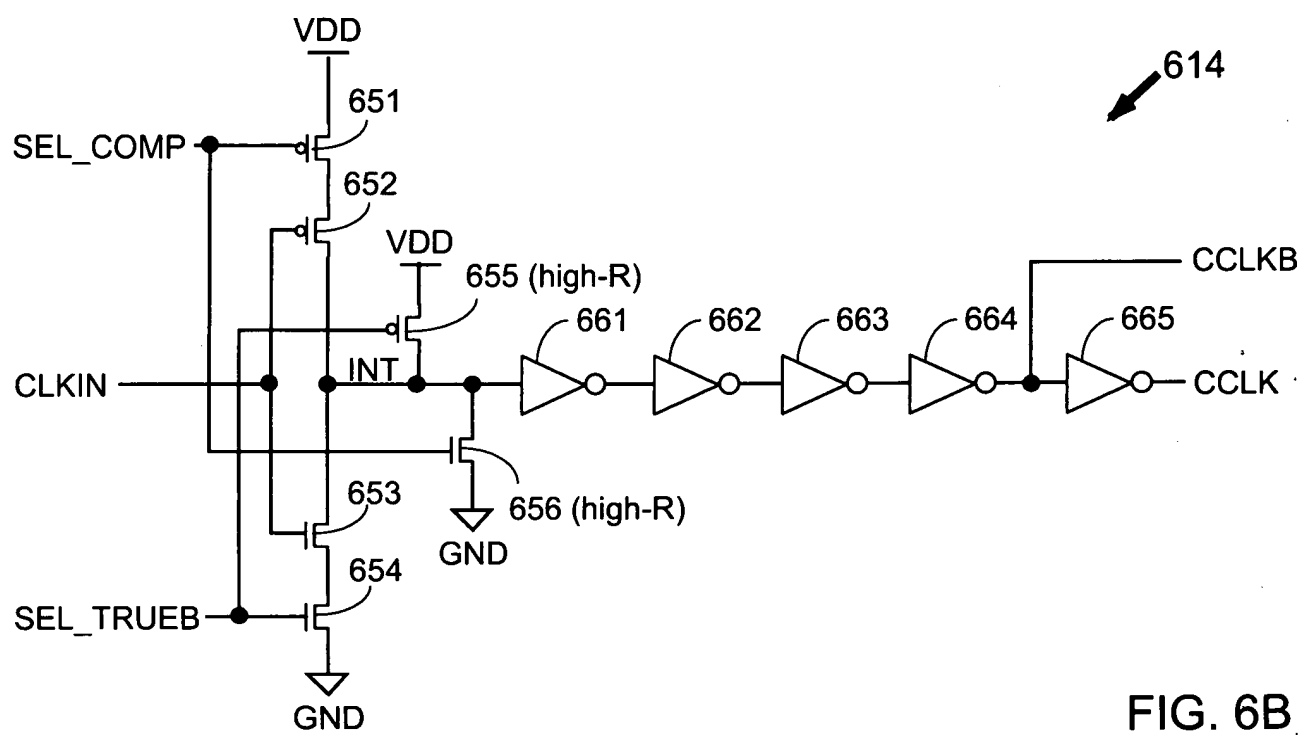 VDD
614
651
SEL_COMP
652
VDD
655 (high-R)
CCLKB
661
662
663
664
665
INT
CLKIN
CCLK
653
656 (high-R)
GND
654
SEL_TRUEB
GND
FIG. 6B